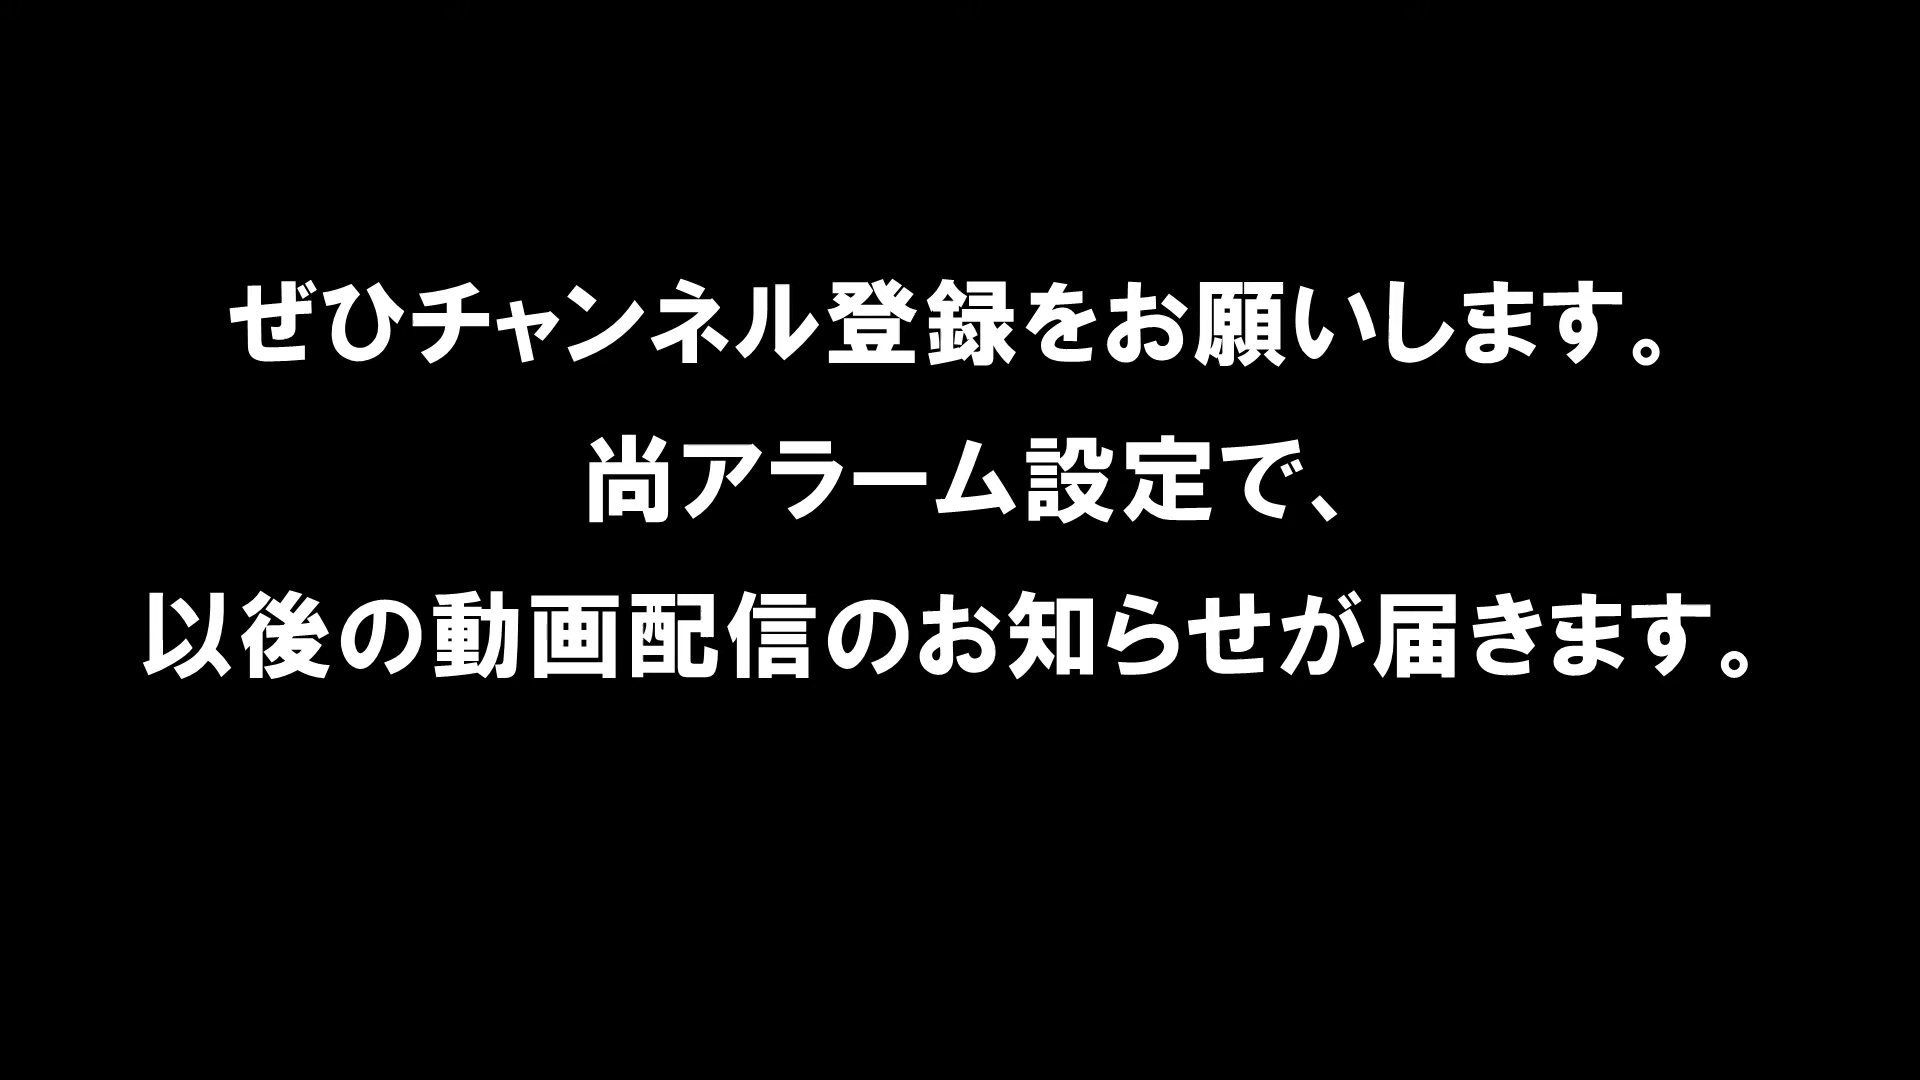 ぜひチャンネル登録をお願いします。
尚アラーム設定で、
以後の動画配信のお知らせが届きます。